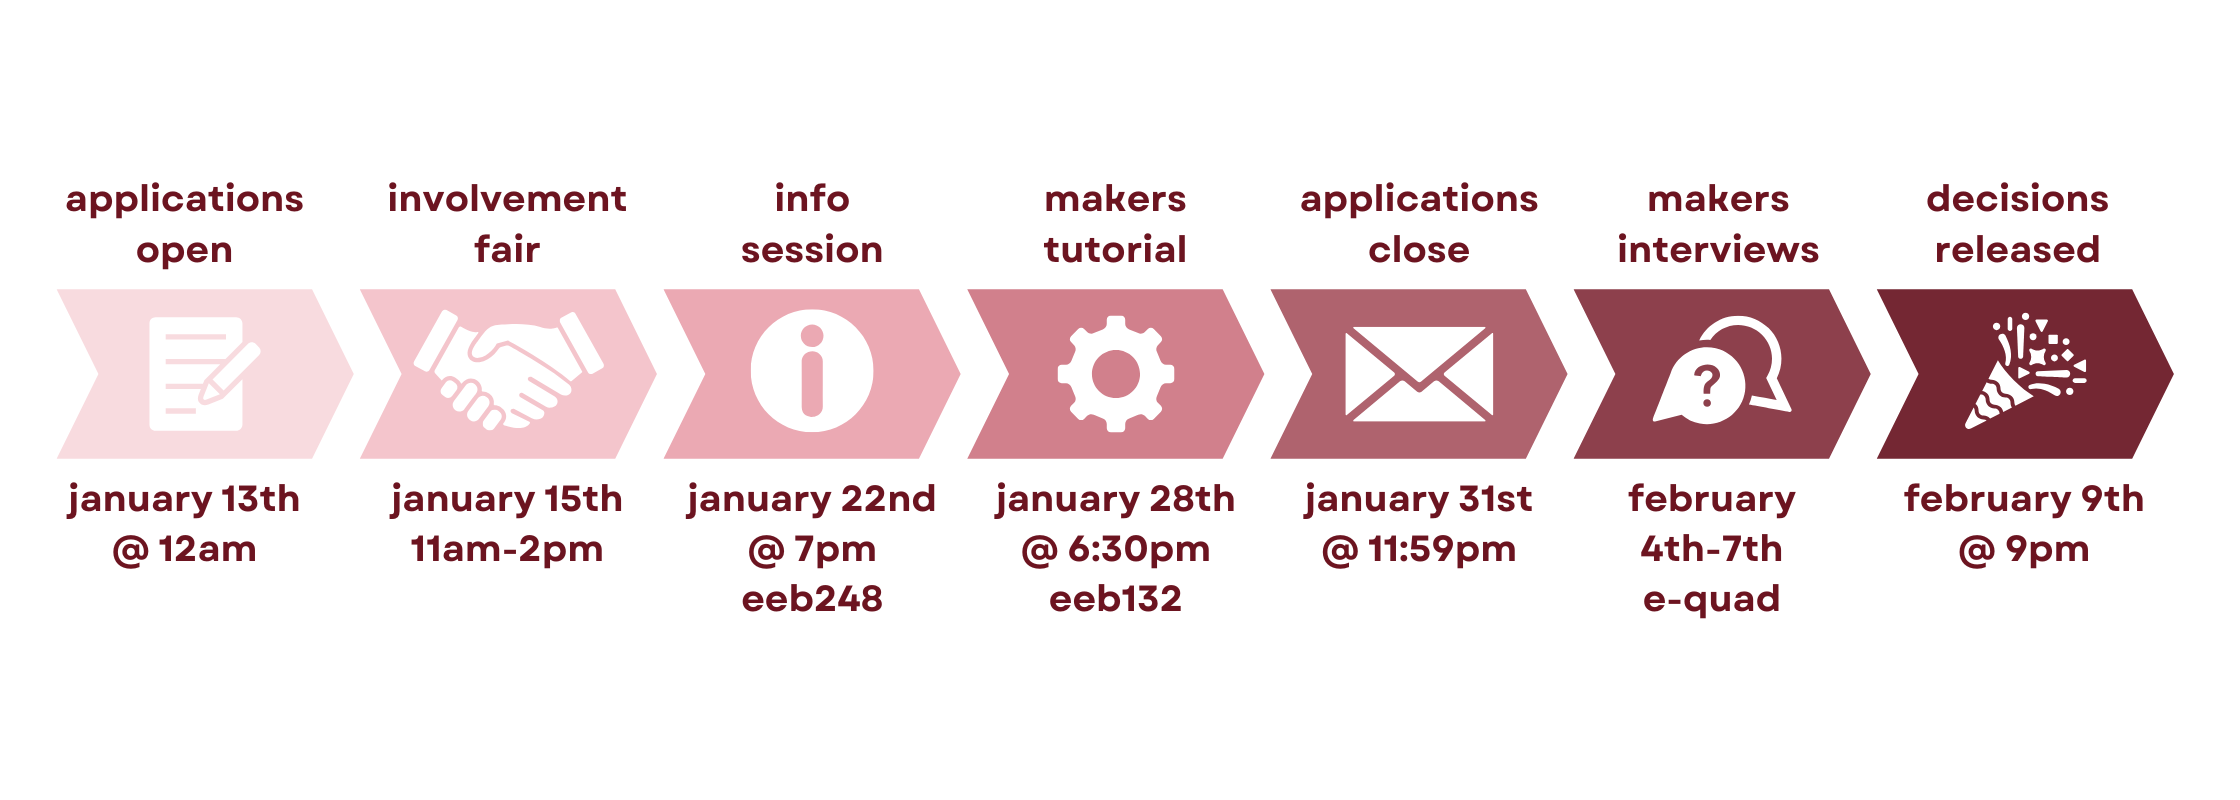 applications
open
involvement
fair
info
session
makers
tutorial
applications
close
makers
interviews
decisions
released
?
january 13th
@ 12am
january 15th
11am-2pm
january 22nd
@ 7pm
eeb248
january 28th
@ 6:30pm
eeb132
january 31st
@ 11:59pm
february
4th-7th
e-quad
february 9th
@ 9pm